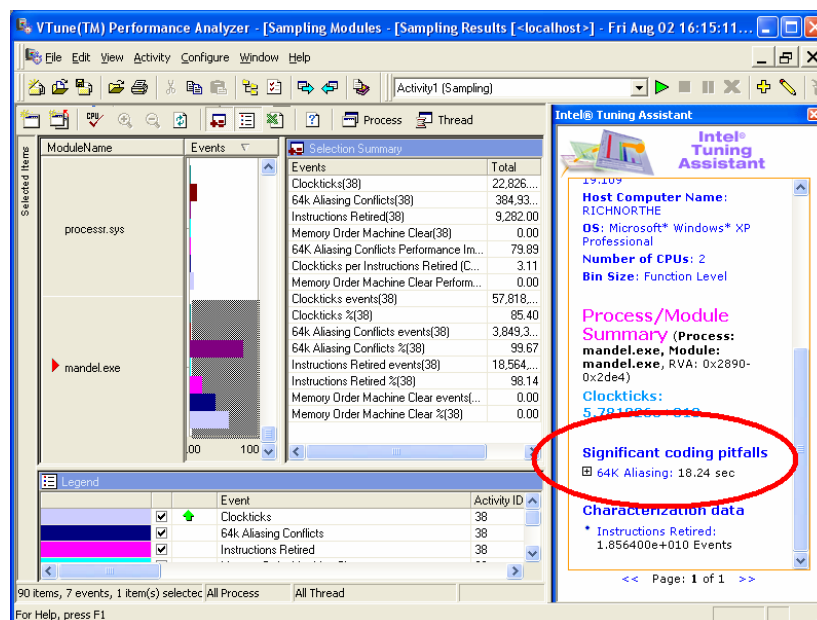 VTune(TM) Performance Analyzer - [Sampling Modules - [Sampling Results [<localhost>] - Fri Aug 02 16:15:11...
File Edit View Activity Configure Window Help
Activity1 (Sampling)
CPU
Process Thread
Selected Items
ModuleName Events
processr.sys
mandel.exe
.00 100
Selection Summary
Events Total
Clockticks(38) 22,826....
64k Aliasing Conflicts(38) 384,93...
Instructions Retired(38) 9,282.00
Memory Order Machine Clear(38) 0.00
64K Aliasing Conflicts Performance Im... 79.89
Clockticks per Instructions Retired (C... 3.11
Memory Order Machine Clear Perform... 0.00
Clockticks events(38) 57,818,...
Clockticks %(38) 85.40
64k Aliasing Conflicts events(38) 3,849,3...
64k Aliasing Conflicts %(38) 99.67
Instructions Retired events(38) 18,564,...
Instructions Retired %(38) 98.14
Memory Order Machine Clear events(... 0.00
Memory Order Machine Clear %(38) 0.00
Legend
Event Activity ID
Clockticks 38
64k Aliasing Conflicts 38
Instructions Retired 38
90 items, 7 events, 1 item(s) selectec All Process All Thread
For Help, press F1
Intel® Tuning Assistant
Intel®
Tuning
Assistant
19.109
Host Computer Name:
RICHNORTHE
OS: Microsoft* Windows* XP
Professional
Number of CPUs: 2
Bin Size: Function Level
Process/Module
Summary (Process:
mandel.exe, Module:
mandel.exe, RVA: 0x2890-
0x2de4)
Clockticks:
Significant coding pitfalls
64K Aliasing: 18.24 sec
Characterization data
* Instructions Retired:
1.856400e+010 Events
<< Page: 1 of 1 >>